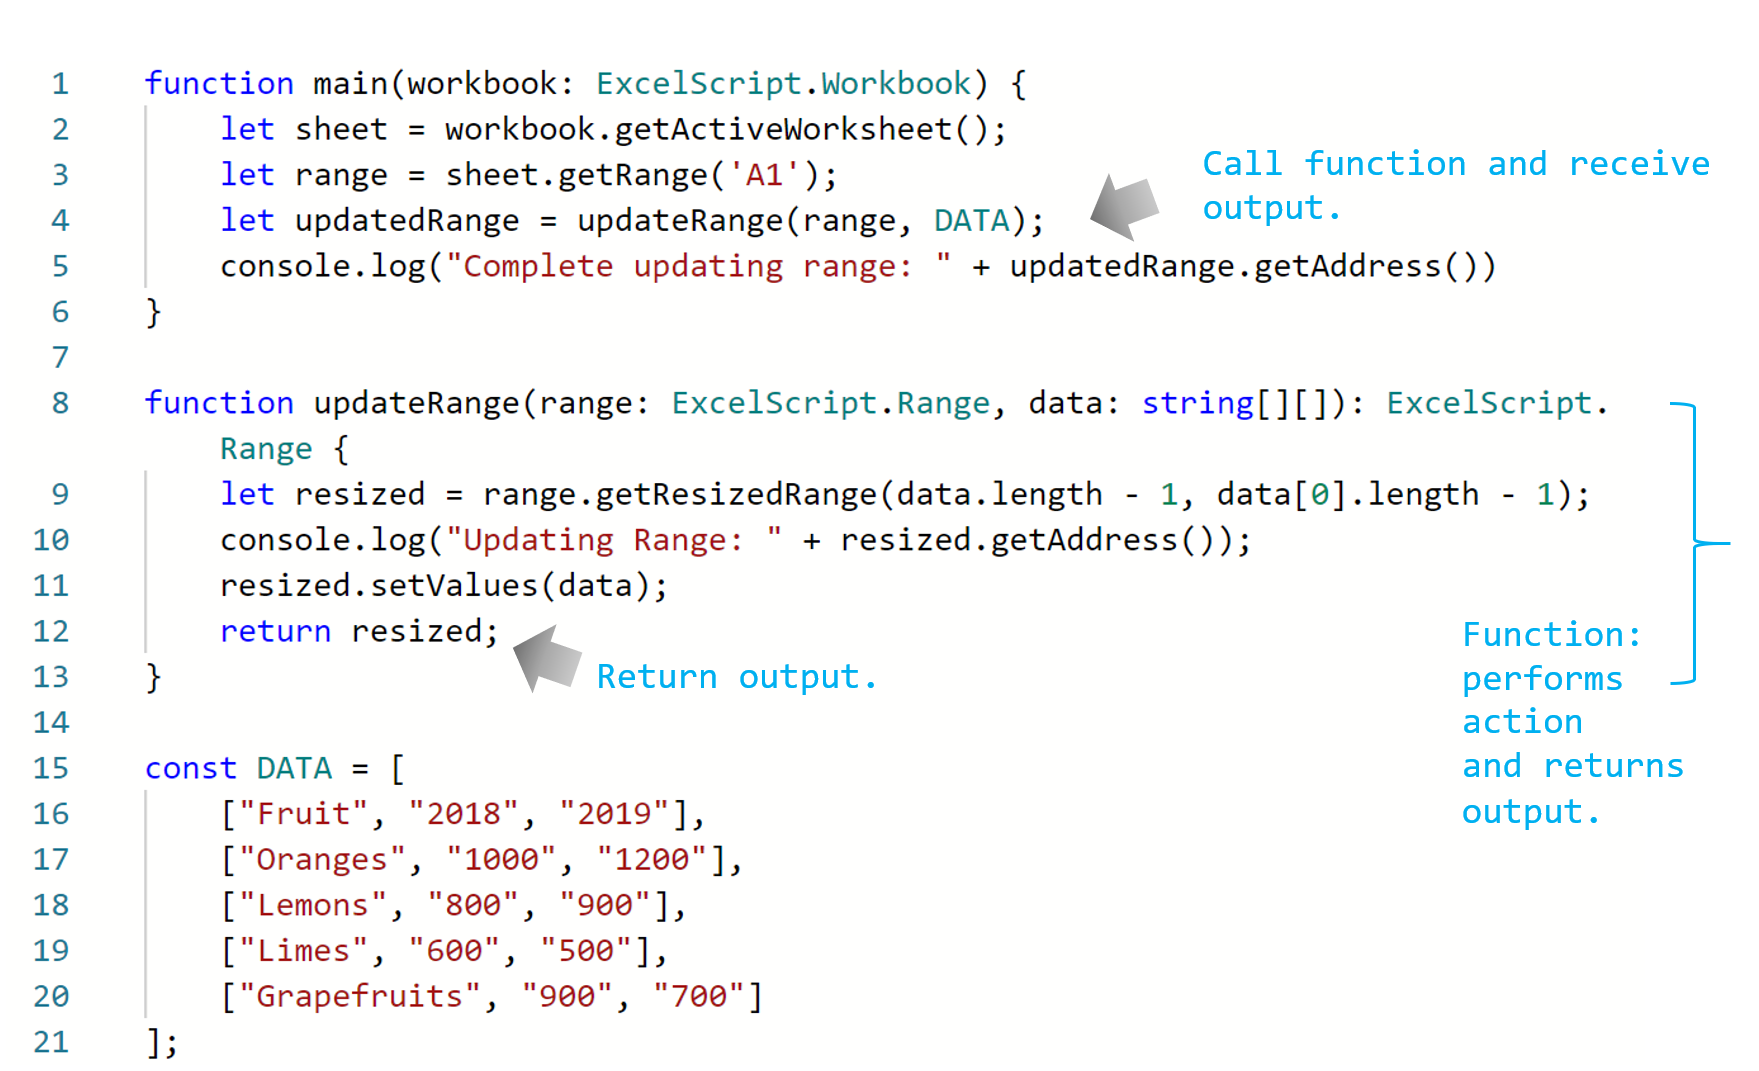 1 function main(workbook: ExcelScript.Workbook) {
2 let sheet = workbook.getActiveWorksheet();
3 let range = sheet.getRange('A1');
4 let updatedRange = updateRange(range, DATA);
Call function and receive
output.
5 console.log("Complete updating range: " + updatedRange.getAddress())
6 }
7
8 function updateRange(range: ExcelScript.Range, data: string[][]): ExcelScript.
Range {
9 let resized = range.getResizedRange(data.length - 1, data[0].length - 1);
10 console.log("Updating Range: " + resized.getAddress());
11 resized.setValues(data);
12 return resized;
Return output.
13 }
Function:
performs
action
and returns
output.
14
15 const DATA = [
16 ["Fruit", "2018", "2019"],
17 ["Oranges", "1000", "1200"],
18 ["Lemons", "800", "900"],
19 ["Limes", "600", "500"],
20 ["Grapefruits", "900", "700"]
21 ];